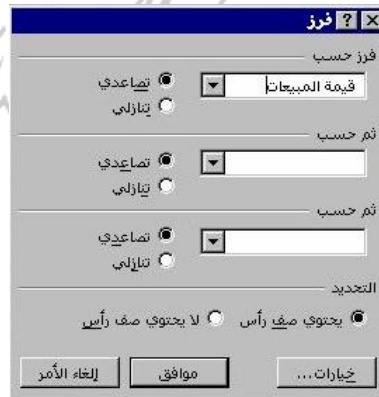 فرز
فرز حسب
قيمة المبيعات
تصاعدي
تنازلي
ثم حسب
تصاعدي
تنازلي
ثم حسب
تصاعدي
تنازلي
التحديد
يحتوي صف رأس
لا يحتوي صف رأس
خيارات...
موافق
إلغاء الأمر